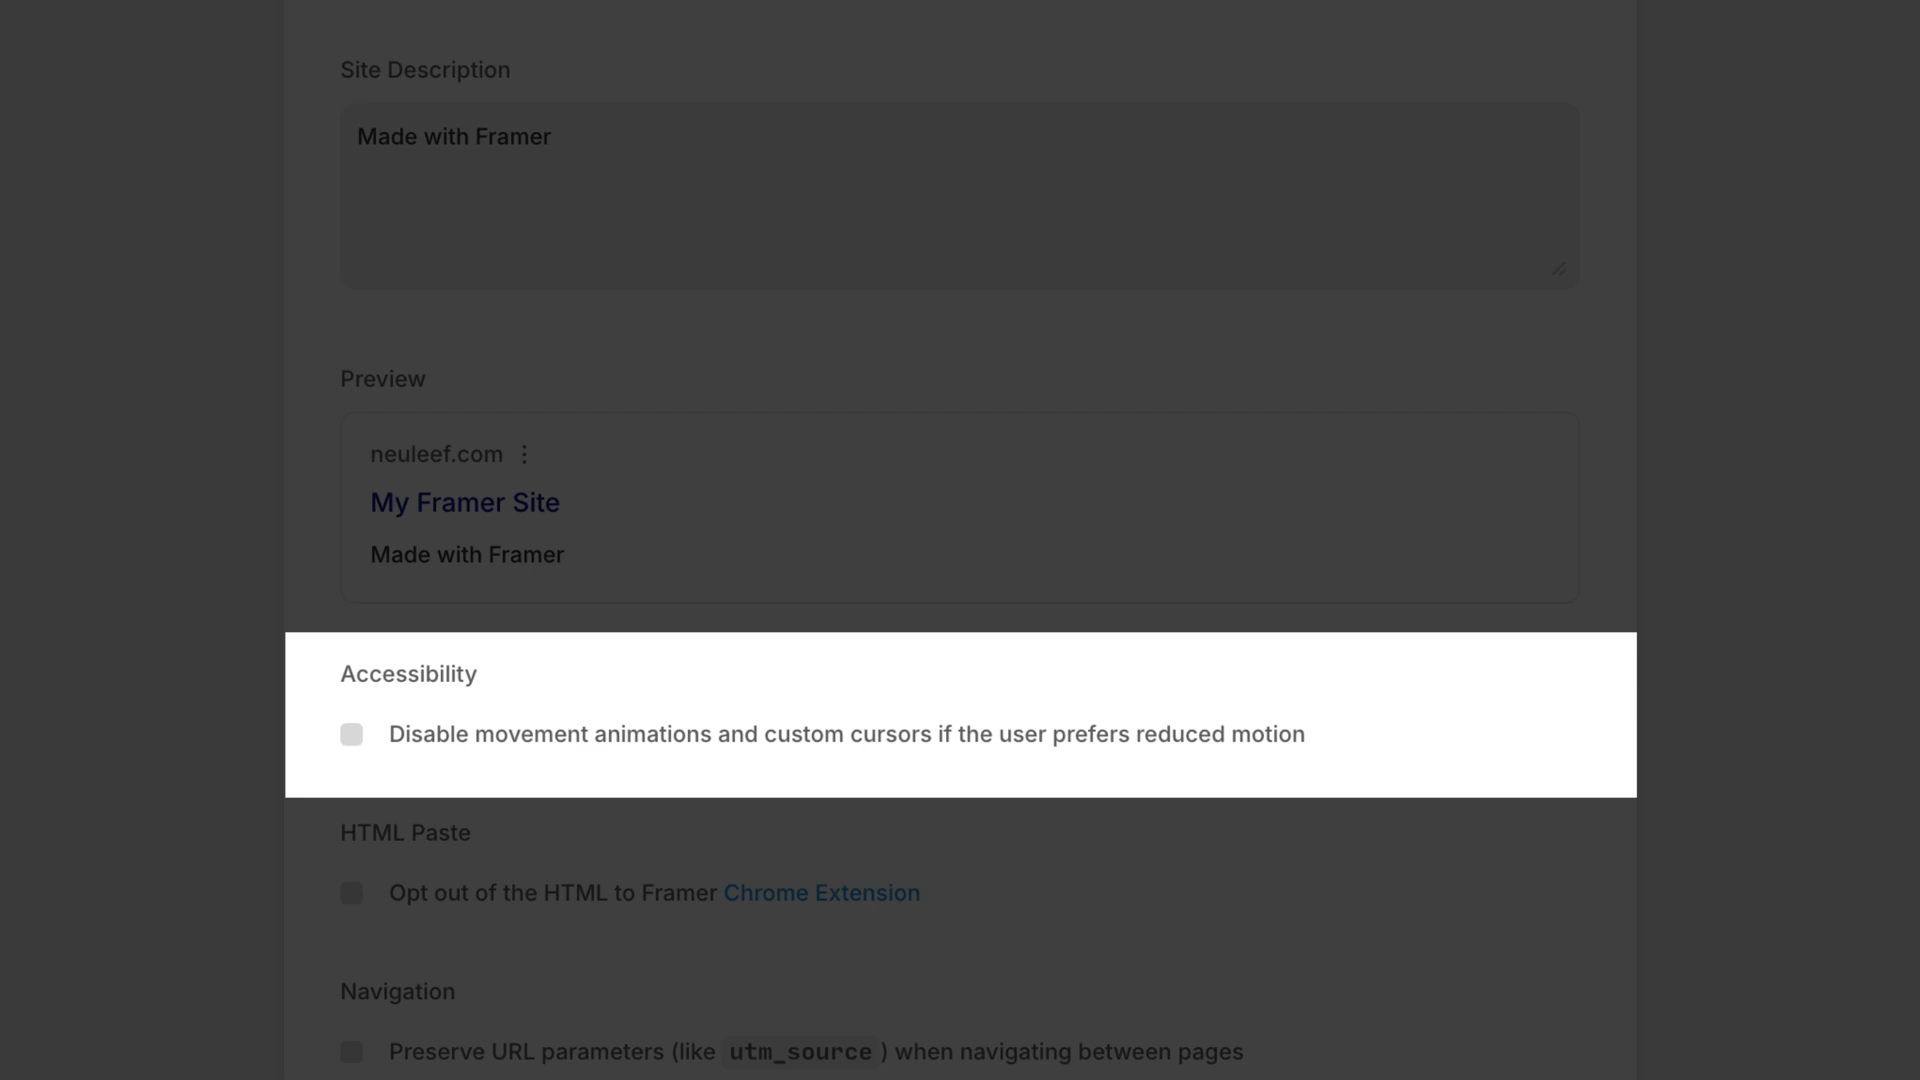 Site Description
Made with Framer
Preview
neuleef.com
My Framer Site
Made with Framer
Accessibility
Disable movement animations and custom cursors if the user prefers reduced motion
HTML Paste
Opt out of the HTML to Framer Chrome Extension
Navigation
Preserve URL parameters (like utm_source) when navigating between pages